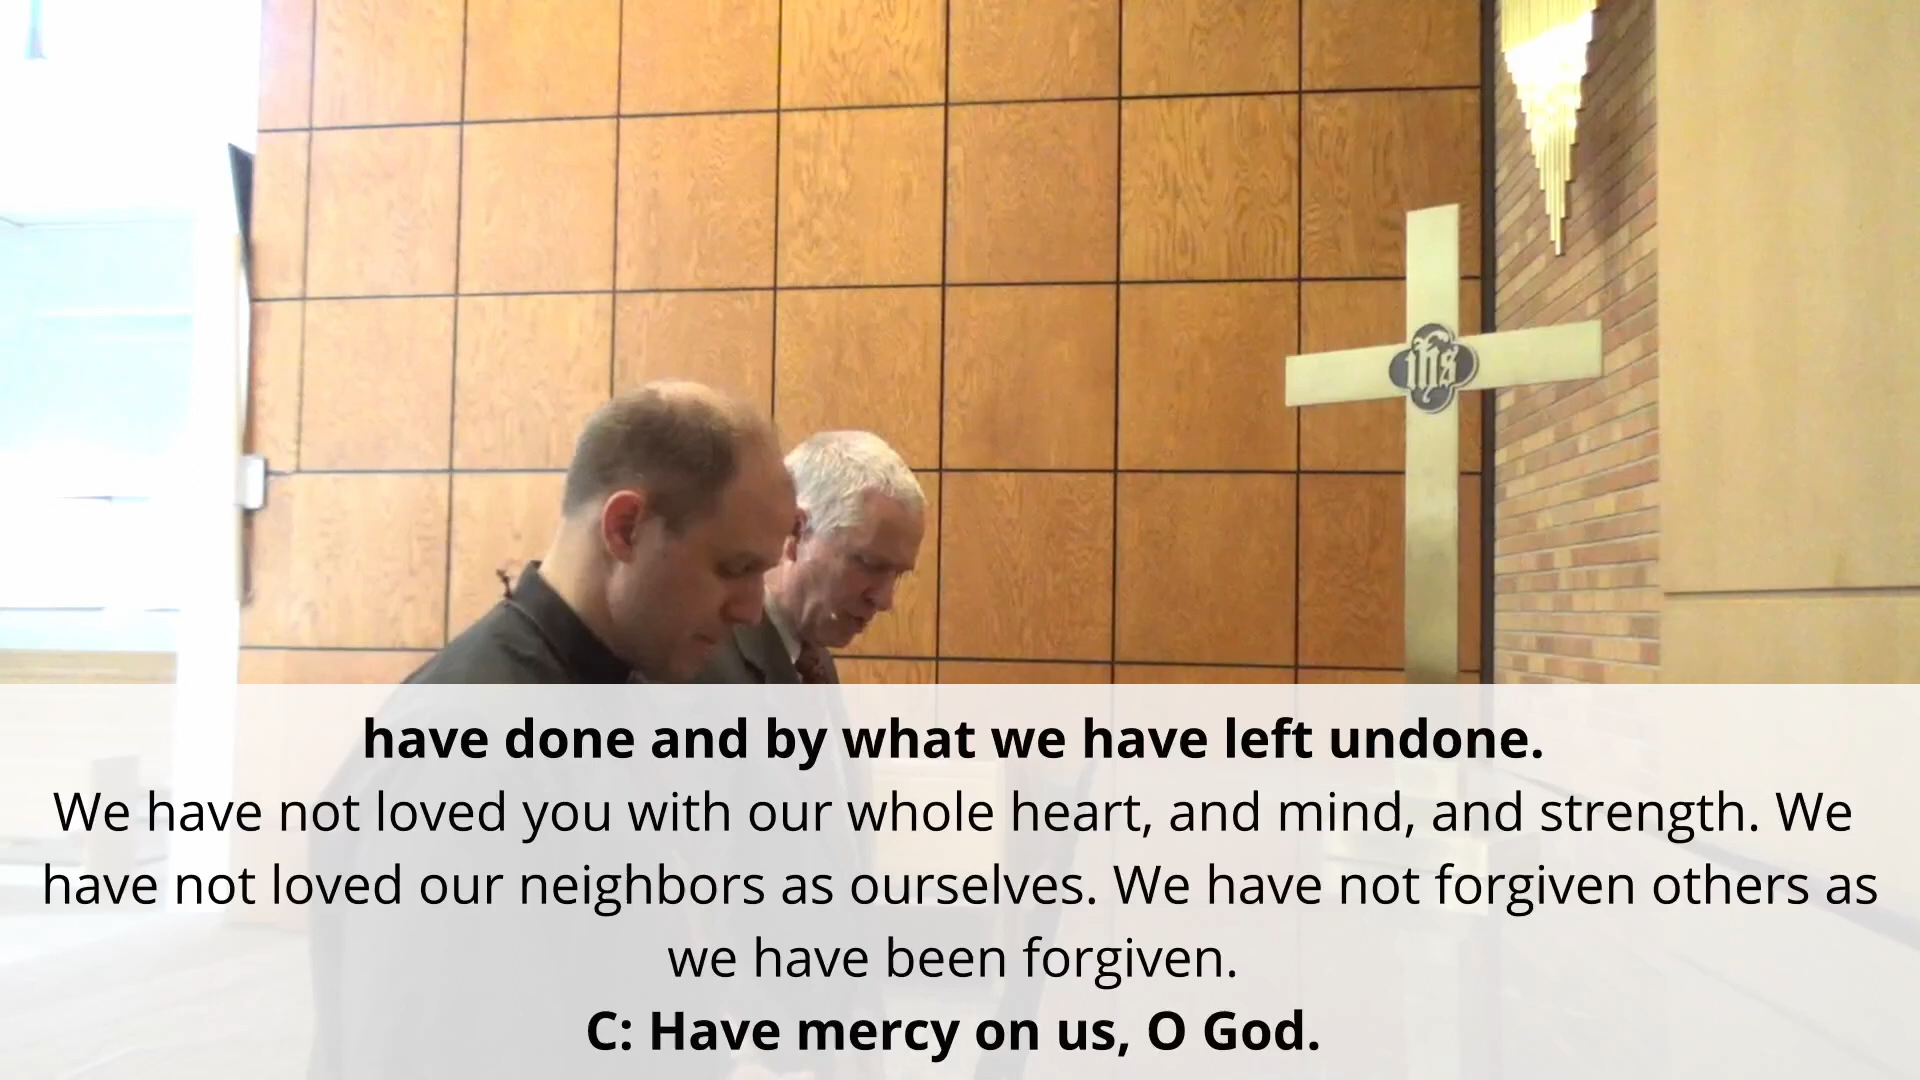 ihs
have done and by what we have left undone.
We have not loved you with our whole heart, and mind, and strength. We
have not loved our neighbors as ourselves. We have not forgiven others as
we have been forgiven.
C: Have mercy on us, O God.